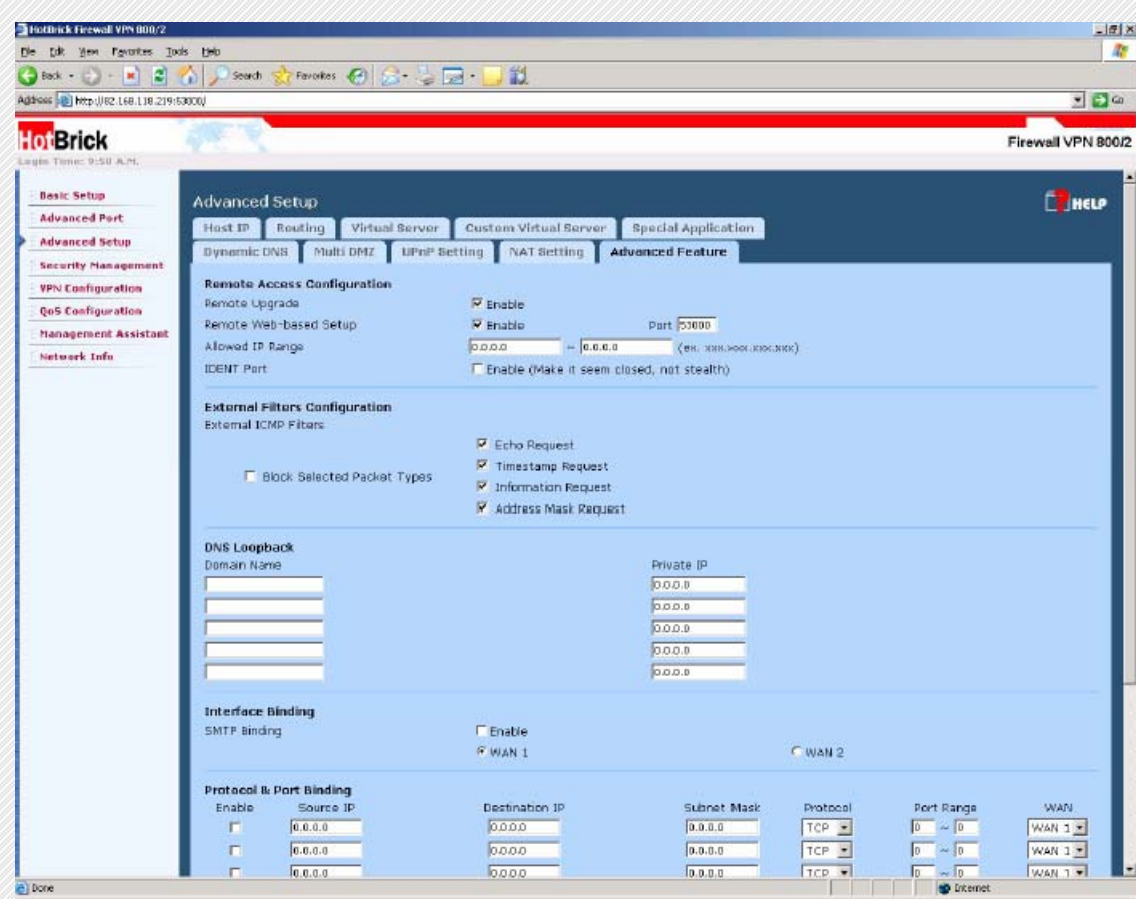 HotBrick Firewall VPN 800/2
File Edit View Favorites Tools Help
Back Search Favorites
Address http://82.168.118.219:53000/ Go
HotBrick
Firewall VPN 800/2
Login Time: 9:50 A.M.
Basic Setup
Advanced Port
Advanced Setup
Security Management
VPN Configuration
QoS Configuration
Management Assistant
Network Info
Advanced Setup
HELP
Host IP Routing Virtual Server Custom Virtual Server Special Application
Dynamic DNS Multi DMZ UPnP Setting NAT Setting Advanced Feature
Remote Access Configuration
Remote Upgrade Enable
Remote Web-based Setup Enable Port 53000
Allowed IP Range 0.0.0.0 ~ 0.0.0.0 (ex. xxx.xxx.xxx.xxx)
IDENT Port Enable (Make it seem closed, not stealth)
External Filters Configuration
External ICMP Filters
Echo Request
Timestamp Request
Block Selected Packet Types
Information Request
Address Mask Request
DNS Loopback
Domain Name Private IP
0.0.0.0
0.0.0.0
0.0.0.0
0.0.0.0
0.0.0.0
Interface Binding
SMTP Binding Enable
WAN 1 WAN 2
Protocol & Port Binding
Enable Source IP Destination IP Subnet Mask Protocol Port Range WAN
0.0.0.0 0.0.0.0 0.0.0.0 TCP 0 ~ 0 WAN 1
0.0.0.0 0.0.0.0 0.0.0.0 TCP 0 ~ 0 WAN 1
0.0.0.0 0.0.0.0 0.0.0.0 TCP 0 ~ 0 WAN 1
Done Internet